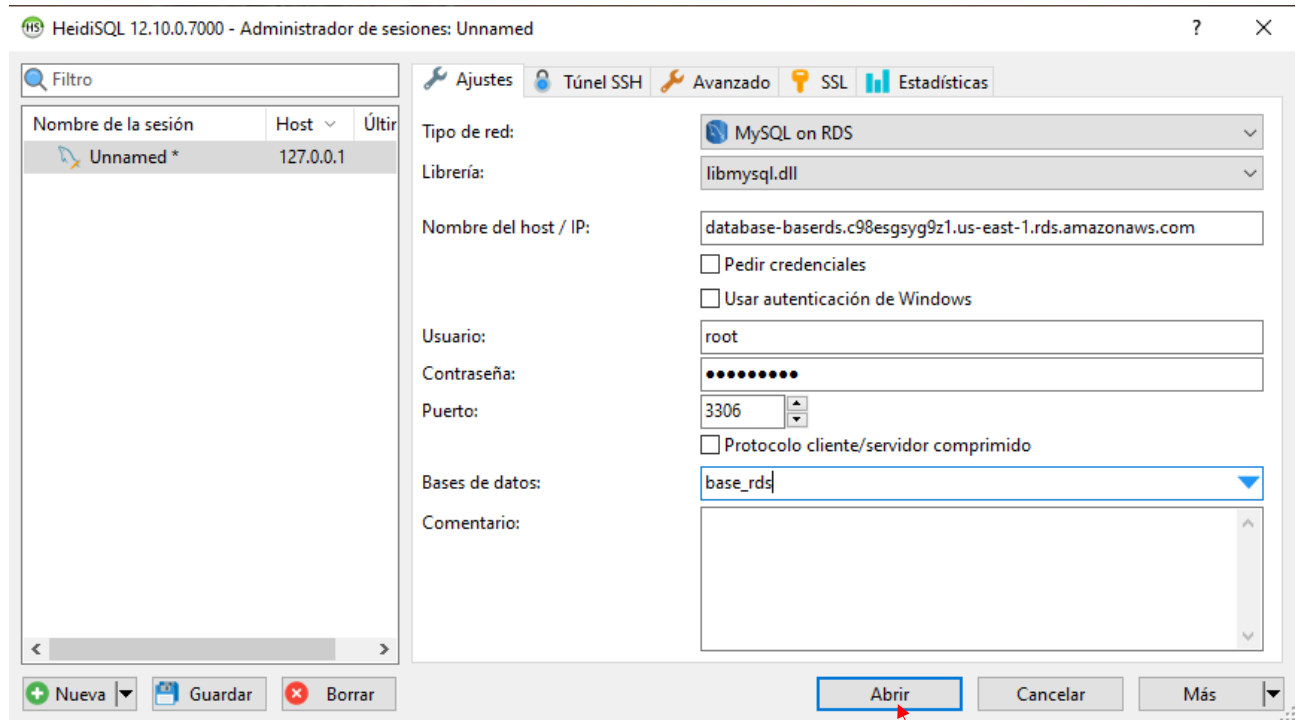 HeidiSQL 12.10.0.7000 - Administrador de sesiones: Unnamed
Filtro
Nombre de la sesión Host Últir
Unnamed * 127.0.0.1
Ajustes Túnel SSH Avanzado SSL Estadísticas
Tipo de red: MySQL on RDS
Librería: libmysql.dll
Nombre del host / IP: database-baserds.c98esgsyg9z1.us-east-1.rds.amazonaws.com
Pedir credenciales
Usar autenticación de Windows
Usuario: root
Contraseña: ●●●●●●●●●
Puerto: 3306
Protocolo cliente/servidor comprimido
Bases de datos: base_rds
Comentario:
Nueva Guardar Borrar Abrir Cancelar Más